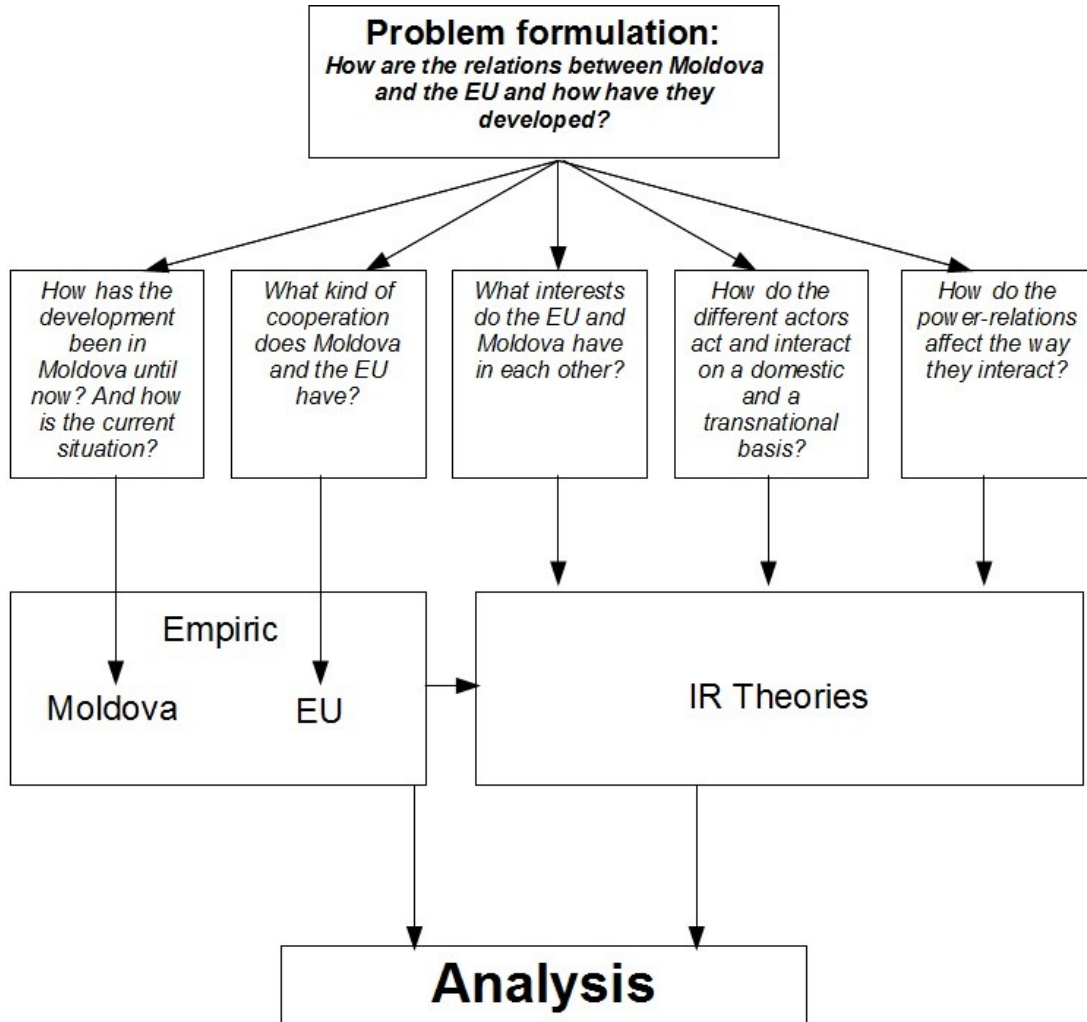 Problem formulation:
How are the relations between Moldova
and the EU and how have they
developed?
How has the
development
been in
Moldova until
now? And how
is the current
situation?
What kind of
cooperation
does Moldova
and the EU
have?
What interests
do the EU and
Moldova have
in each other?
How do the
different actors
act and interact
on a domestic
and a
transnational
basis?
How do the
power-relations
affect the way
they interact?
Empiric
Moldova
EU
IR Theories
Analysis